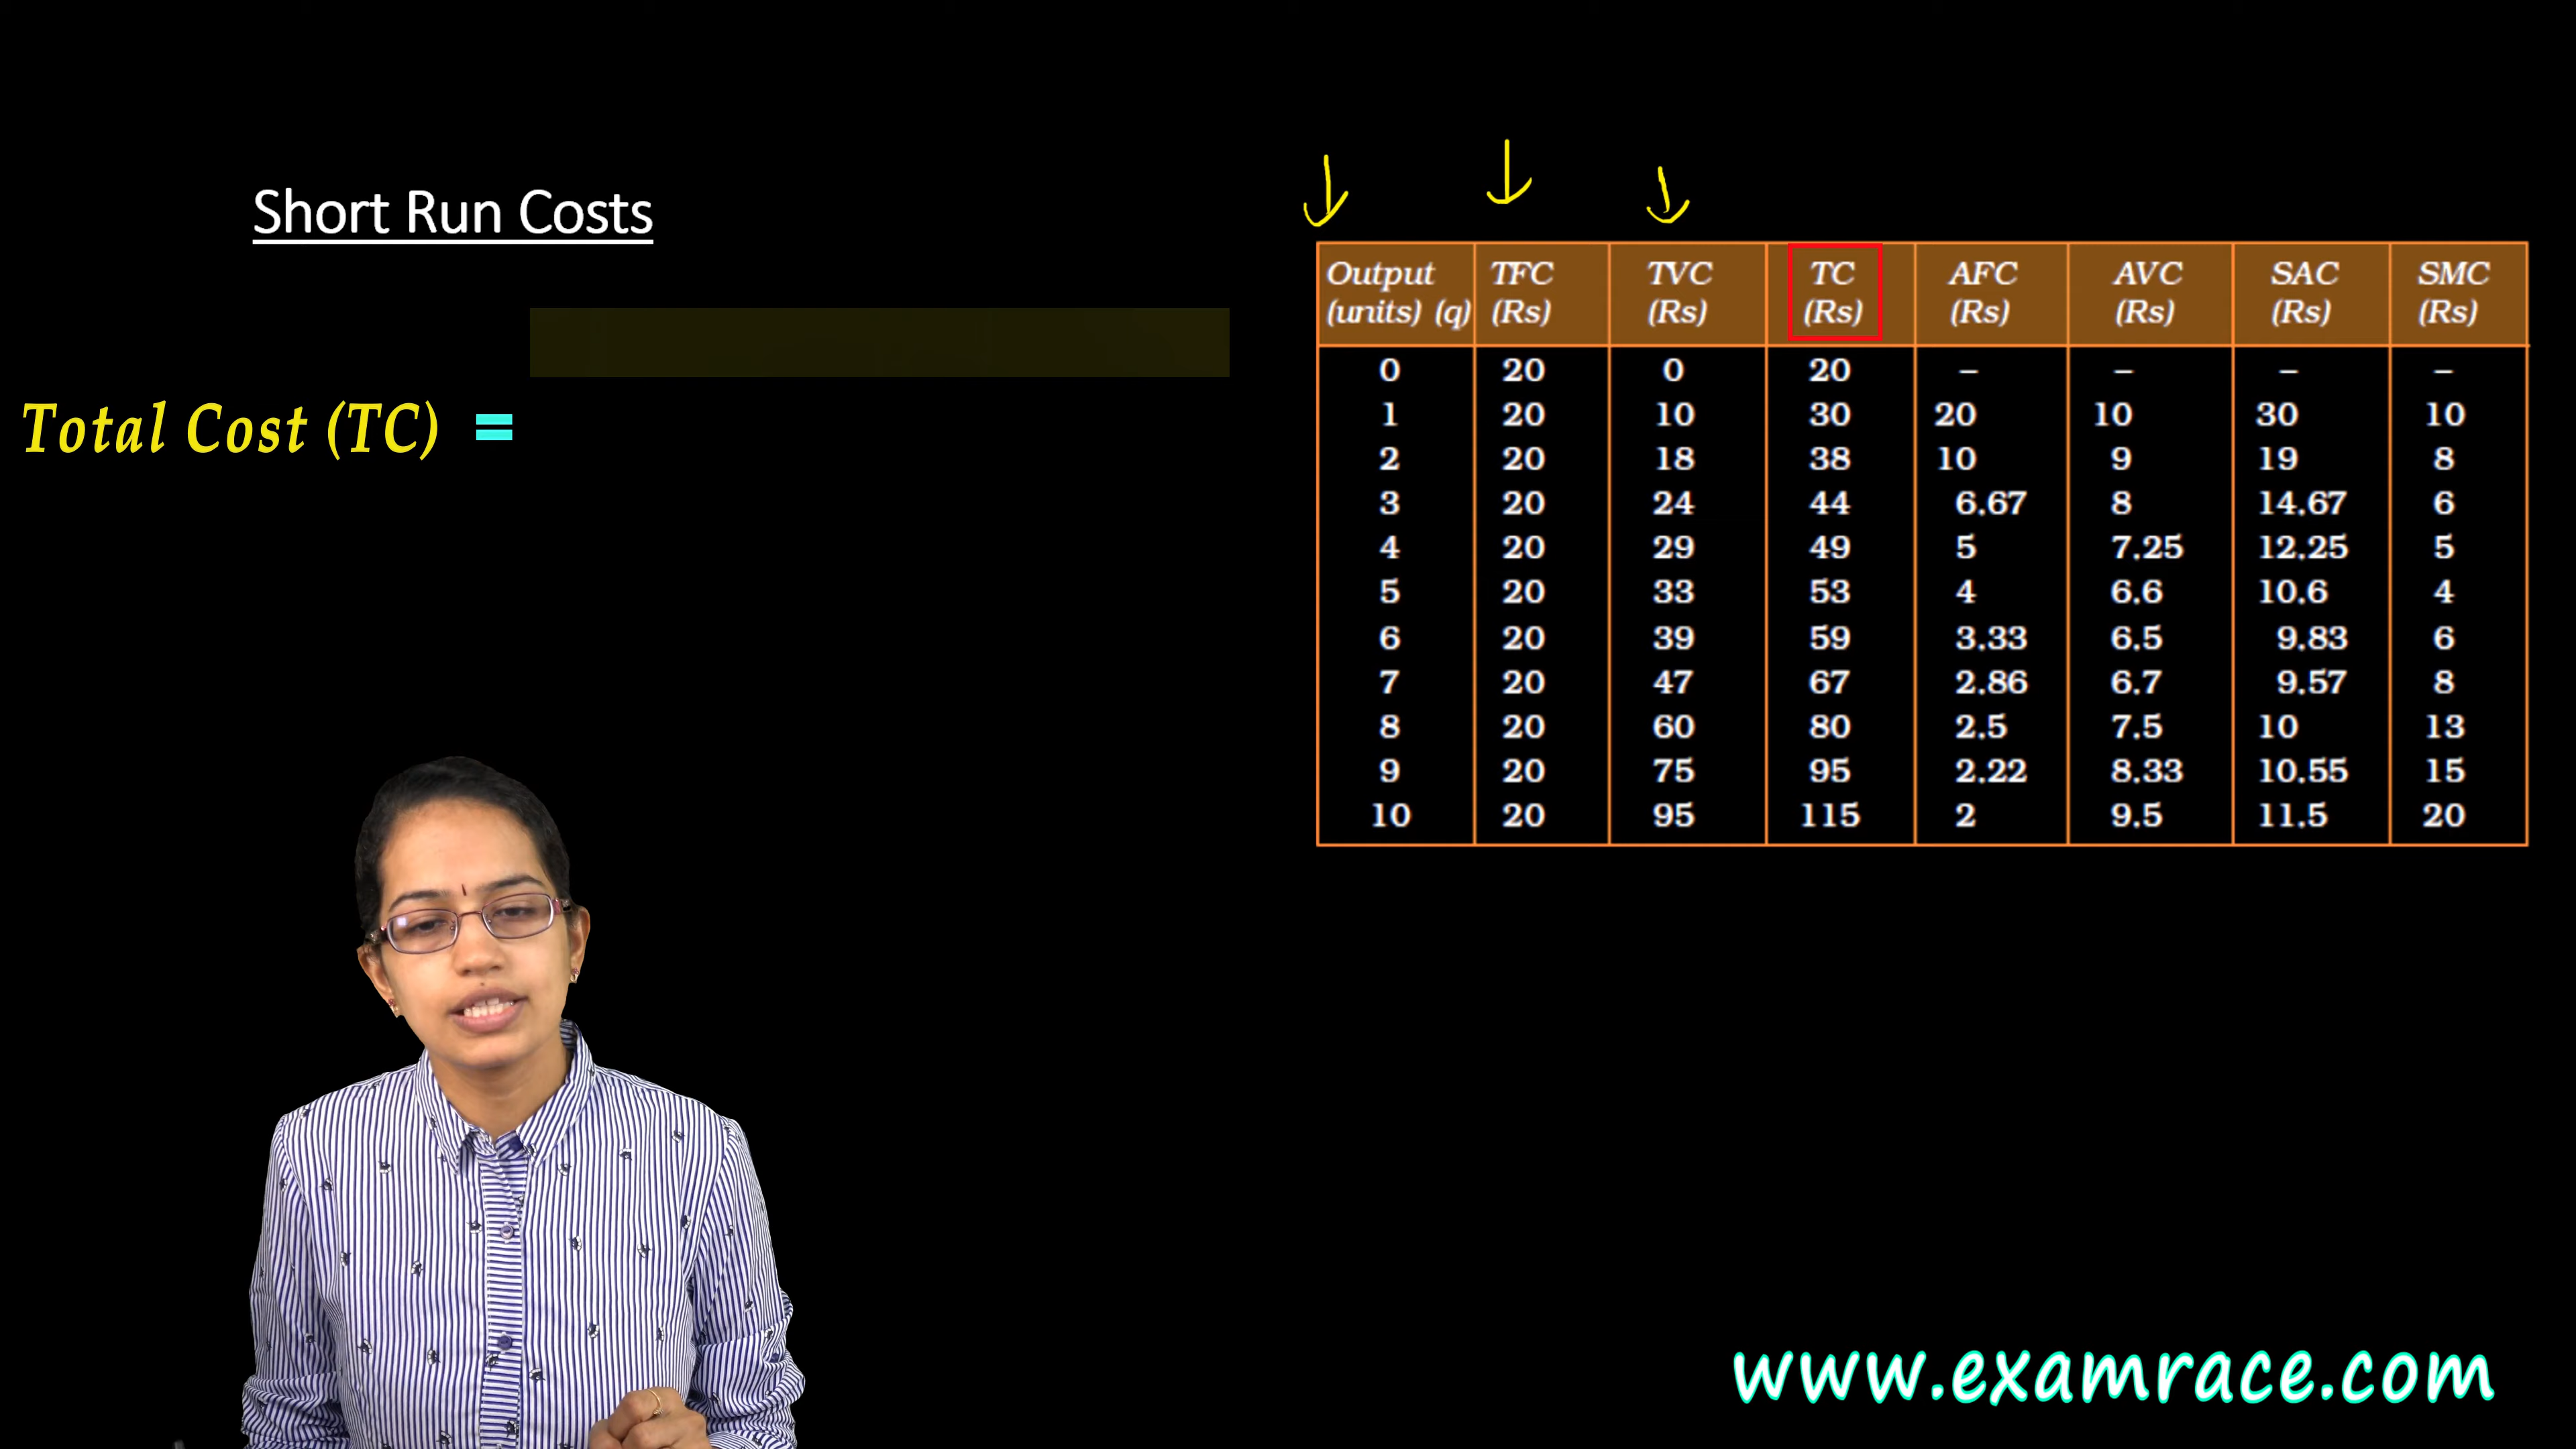 Short Run Costs
Total Cost (TC) =
Output (units) (q) TFC (Rs) TVC (Rs) TC (Rs) AFC (Rs) AVC (Rs) SAC (Rs) SMC (Rs)
0 20 0 20 – – – –
1 20 10 30 20 10 30 10
2 20 18 38 10 9 19 8
3 20 24 44 6.67 8 14.67 6
4 20 29 49 5 7.25 12.25 5
5 20 33 53 4 6.6 10.6 4
6 20 39 59 3.33 6.5 9.83 6
7 20 47 67 2.86 6.7 9.57 8
8 20 60 80 2.5 7.5 10 13
9 20 75 95 2.22 8.33 10.55 15
10 20 95 115 2 9.5 11.5 20
www.examrace.com